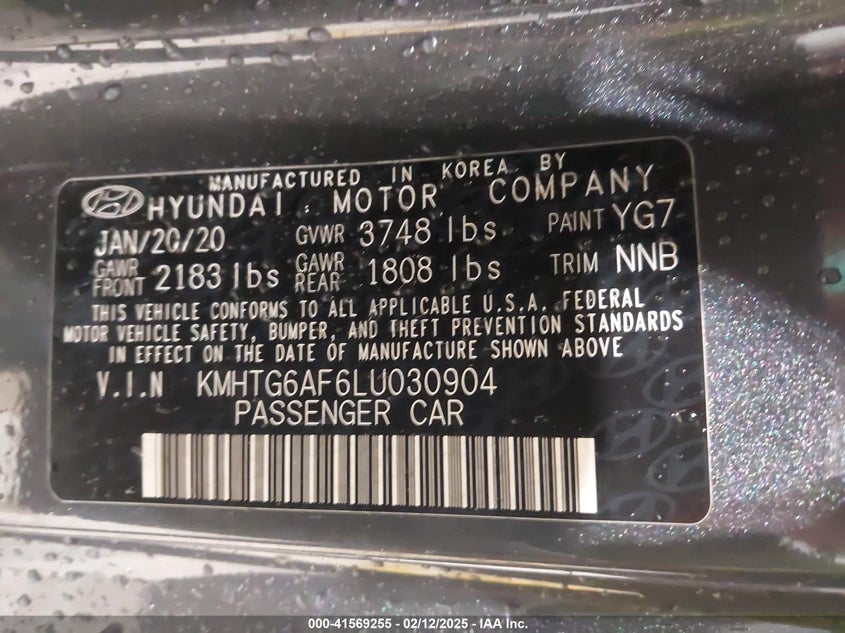 MANUFACTURED IN KOREA BY
HYUNDAI MOTOR COMPANY
JAN/20/20 GVWR 3748 lbs PAINT YG7
GAWR FRONT 2183 lbs GAWR REAR 1808 lbs TRIM NNB
THIS VEHICLE CONFORMS TO ALL APPLICABLE U.S.A. FEDERAL
MOTOR VEHICLE SAFETY, BUMPER, AND THEFT PREVENTION STANDARDS
IN EFFECT ON THE DATE OF MANUFACTURE SHOWN ABOVE
V.I.N KMHTG6AF6LU030904
PASSENGER CAR
000-41569255 - 02/12/2025 - IAA Inc.